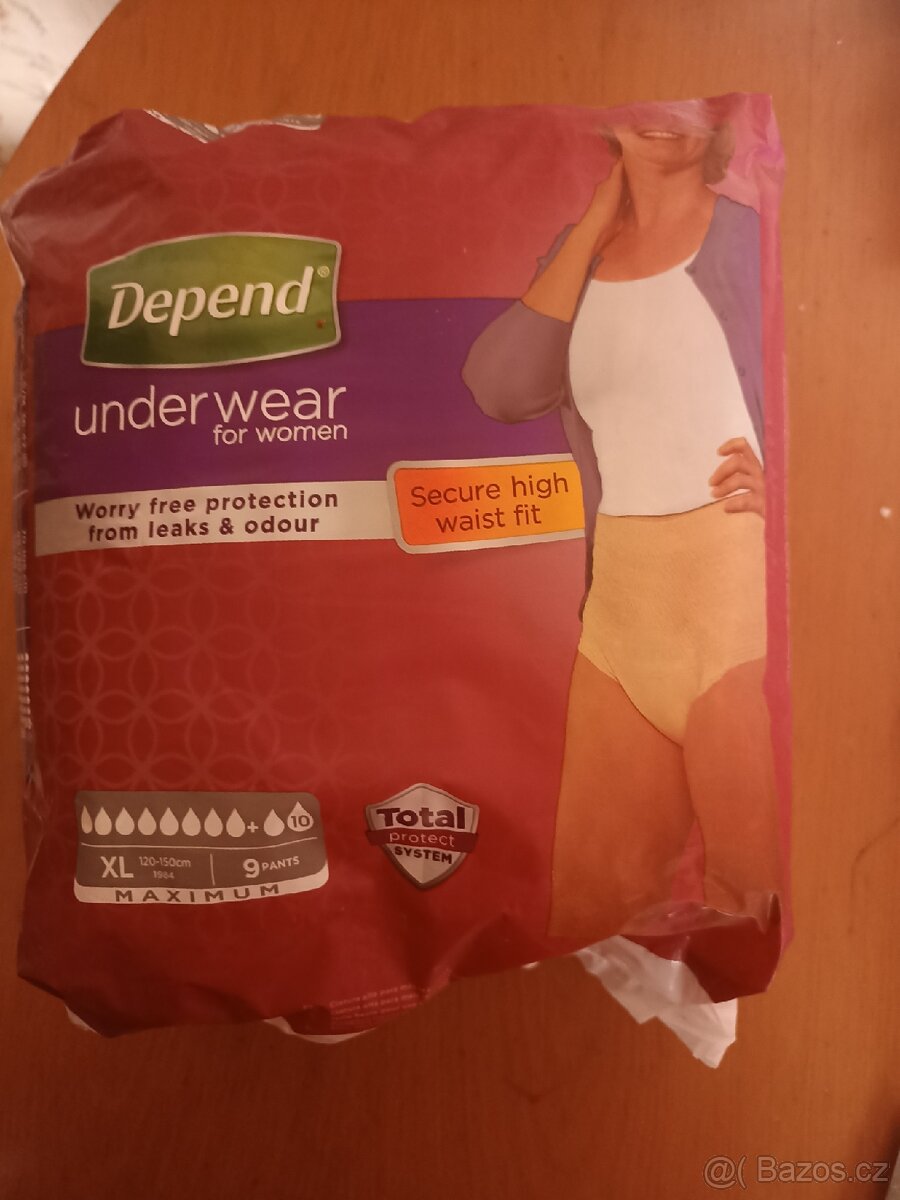 Depend®
underwear
for women
Worry free protection
from leaks & odour
Secure high
waist fit
+ 10
XL 120-150cm 1964 9 PANTS
MAXIMUM
Total
protect
SYSTEM
@( Bazos.cz